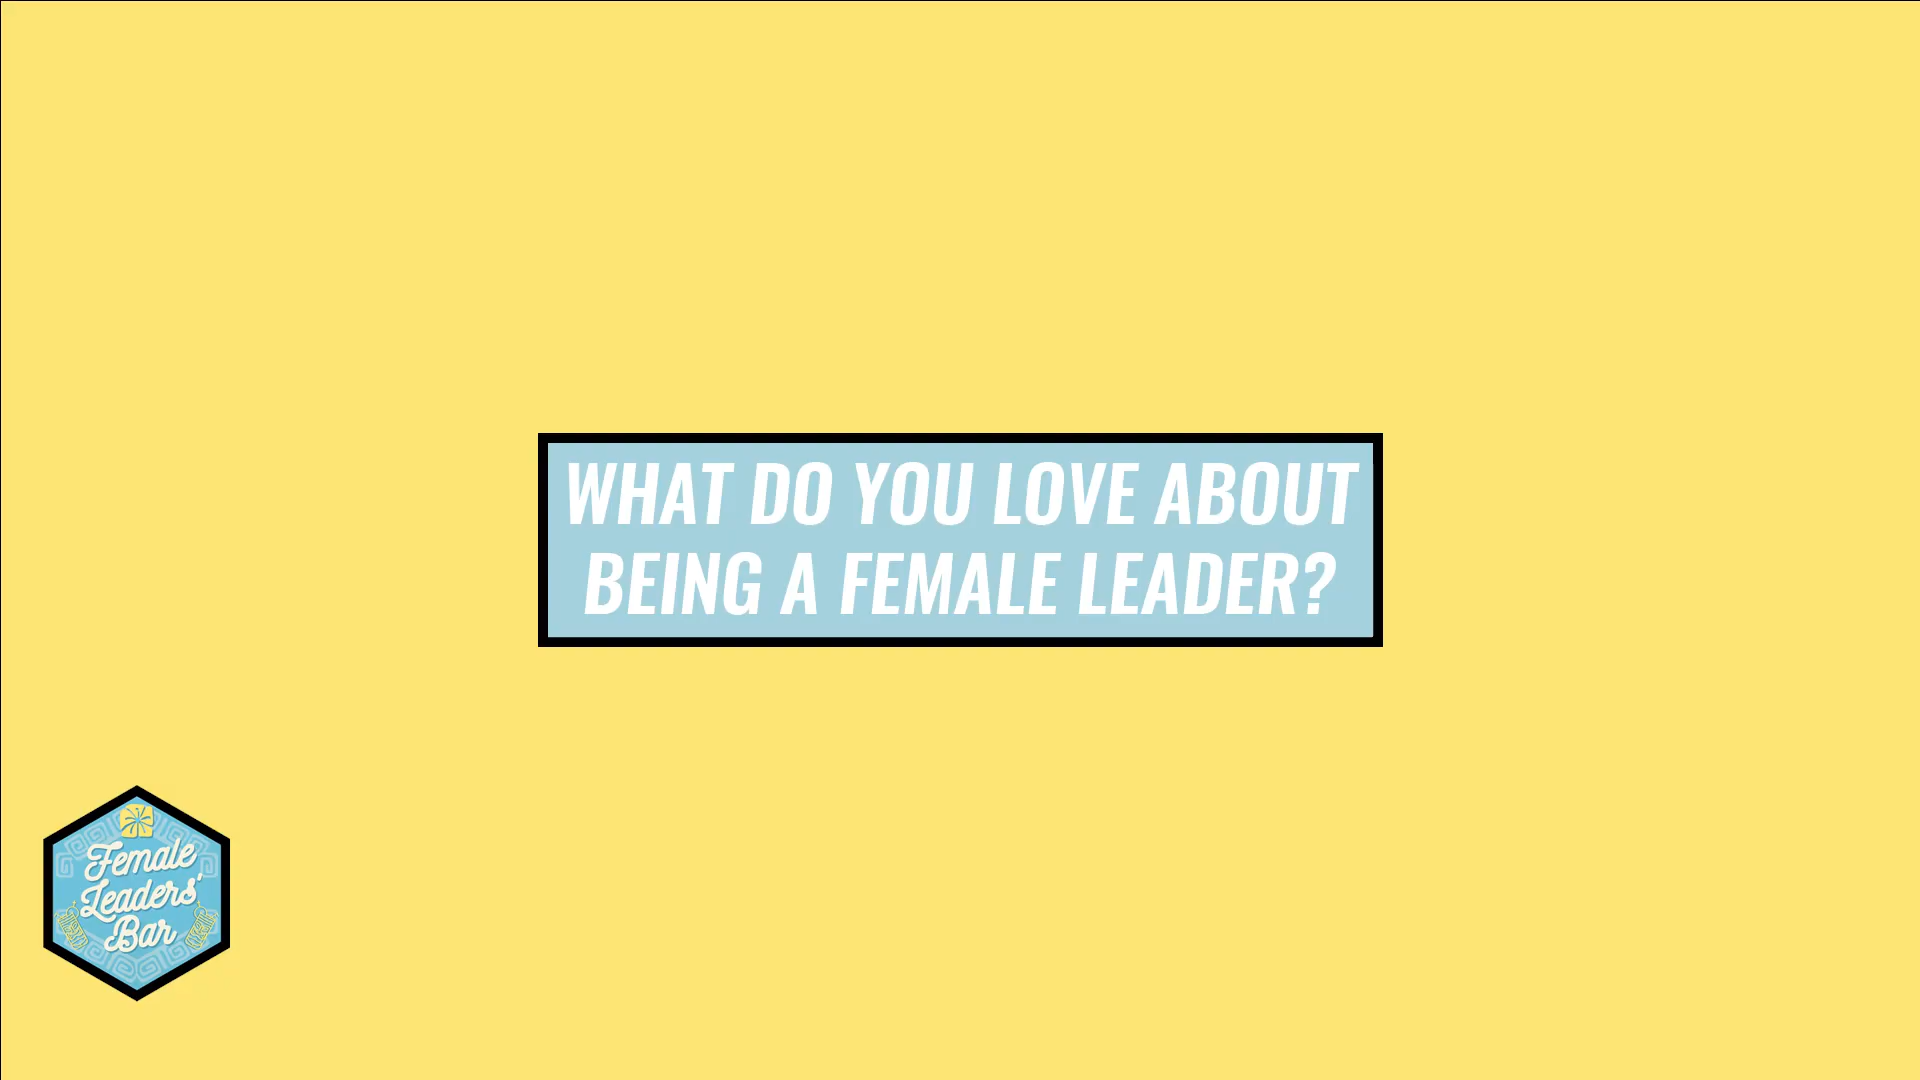 WHAT DO YOU LOVE ABOUT
BEING A FEMALE LEADER?
Female
Leaders'
Bar